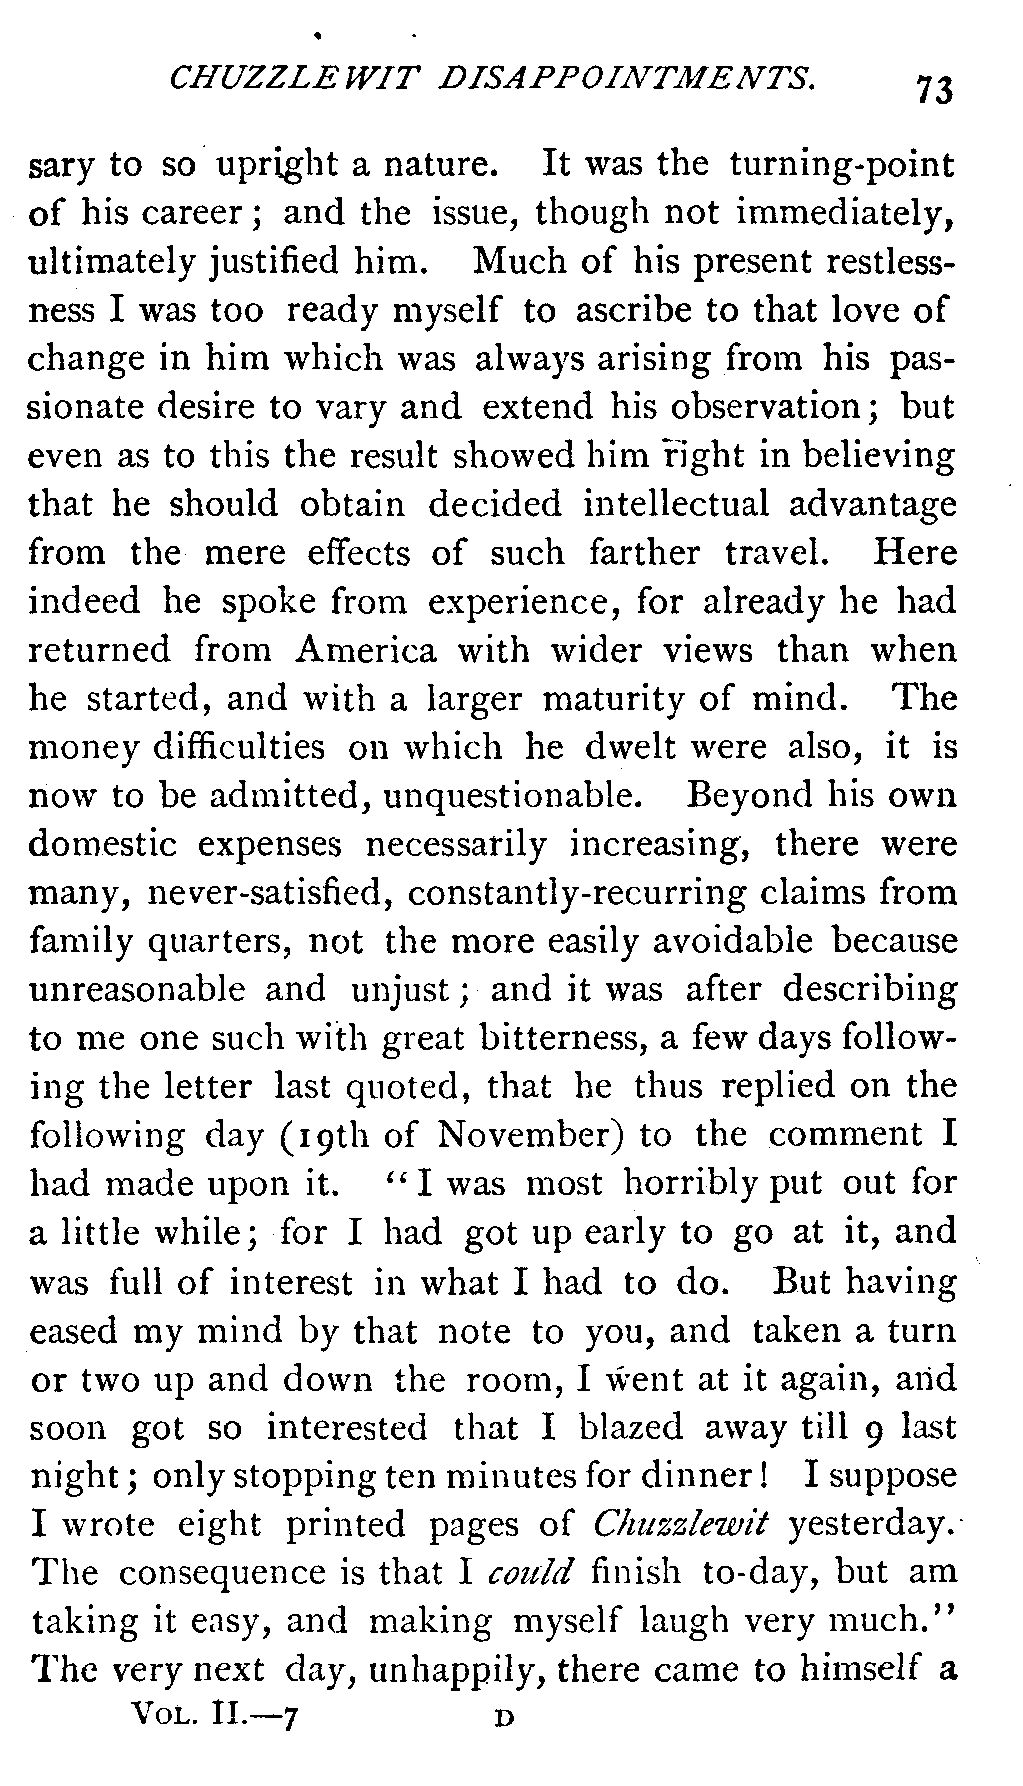 CHUZZLEWIT DISAPPOINTMENTS. 73
sary to so upright a nature. It was the turning-point
of his career; and the issue, though not immediately,
ultimately justified him. Much of his present restless-
ness I was too ready myself to ascribe to that love of
change in him which was always arising from his pas-
sionate desire to vary and extend his observation; but
even as to this the result showed him right in believing
that he should obtain decided intellectual advantage
from the mere effects of such farther travel. Here
indeed he spoke from experience, for already he had
returned from America with wider views than when
he started, and with a larger maturity of mind. The
money difficulties on which he dwelt were also, it is
now to be admitted, unquestionable. Beyond his own
domestic expenses necessarily increasing, there were
many, never-satisfied, constantly-recurring claims from
family quarters, not the more easily avoidable because
unreasonable and unjust; and it was after describing
to me one such with great bitterness, a few days follow-
ing the letter last quoted, that he thus replied on the
following day (19th of November) to the comment I
had made upon it. "I was most horribly put out for
a little while; for I had got up early to go at it, and
was full of interest in what I had to do. But having
eased my mind by that note to you, and taken a turn
or two up and down the room, I went at it again, and
soon got so interested that I blazed away till 9 last
night; only stopping ten minutes for dinner! I suppose
I wrote eight printed pages of Chuzzlewit yesterday.
The consequence is that I could finish to-day, but am
taking it easy, and making myself laugh very much."
The very next day, unhappily, there came to himself a
VOL. II.—7 D